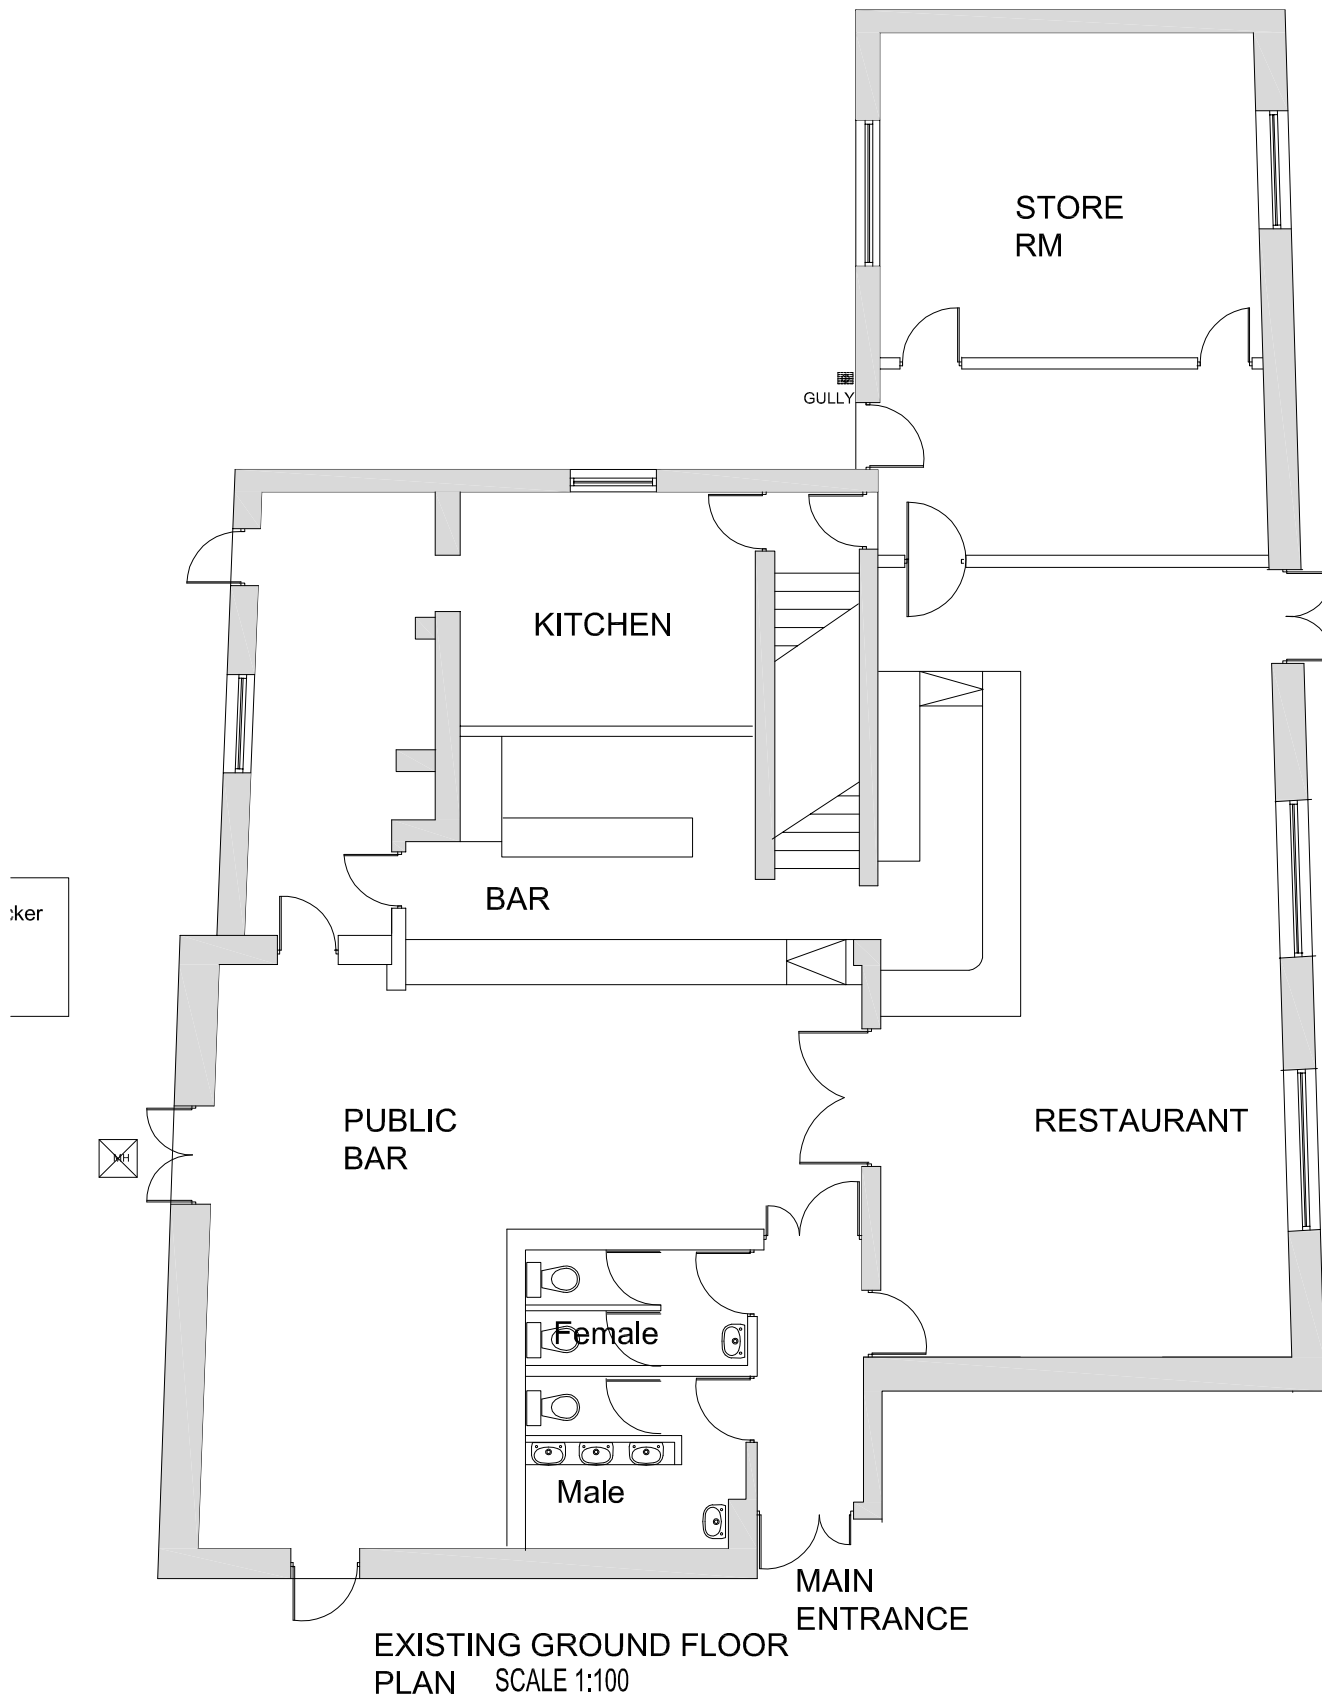 STORE
RM
GULLY
KITCHEN
BAR
cker
PUBLIC
BAR
MH
RESTAURANT
Female
Male
MAIN
ENTRANCE
EXISTING GROUND FLOOR
PLAN SCALE 1:100